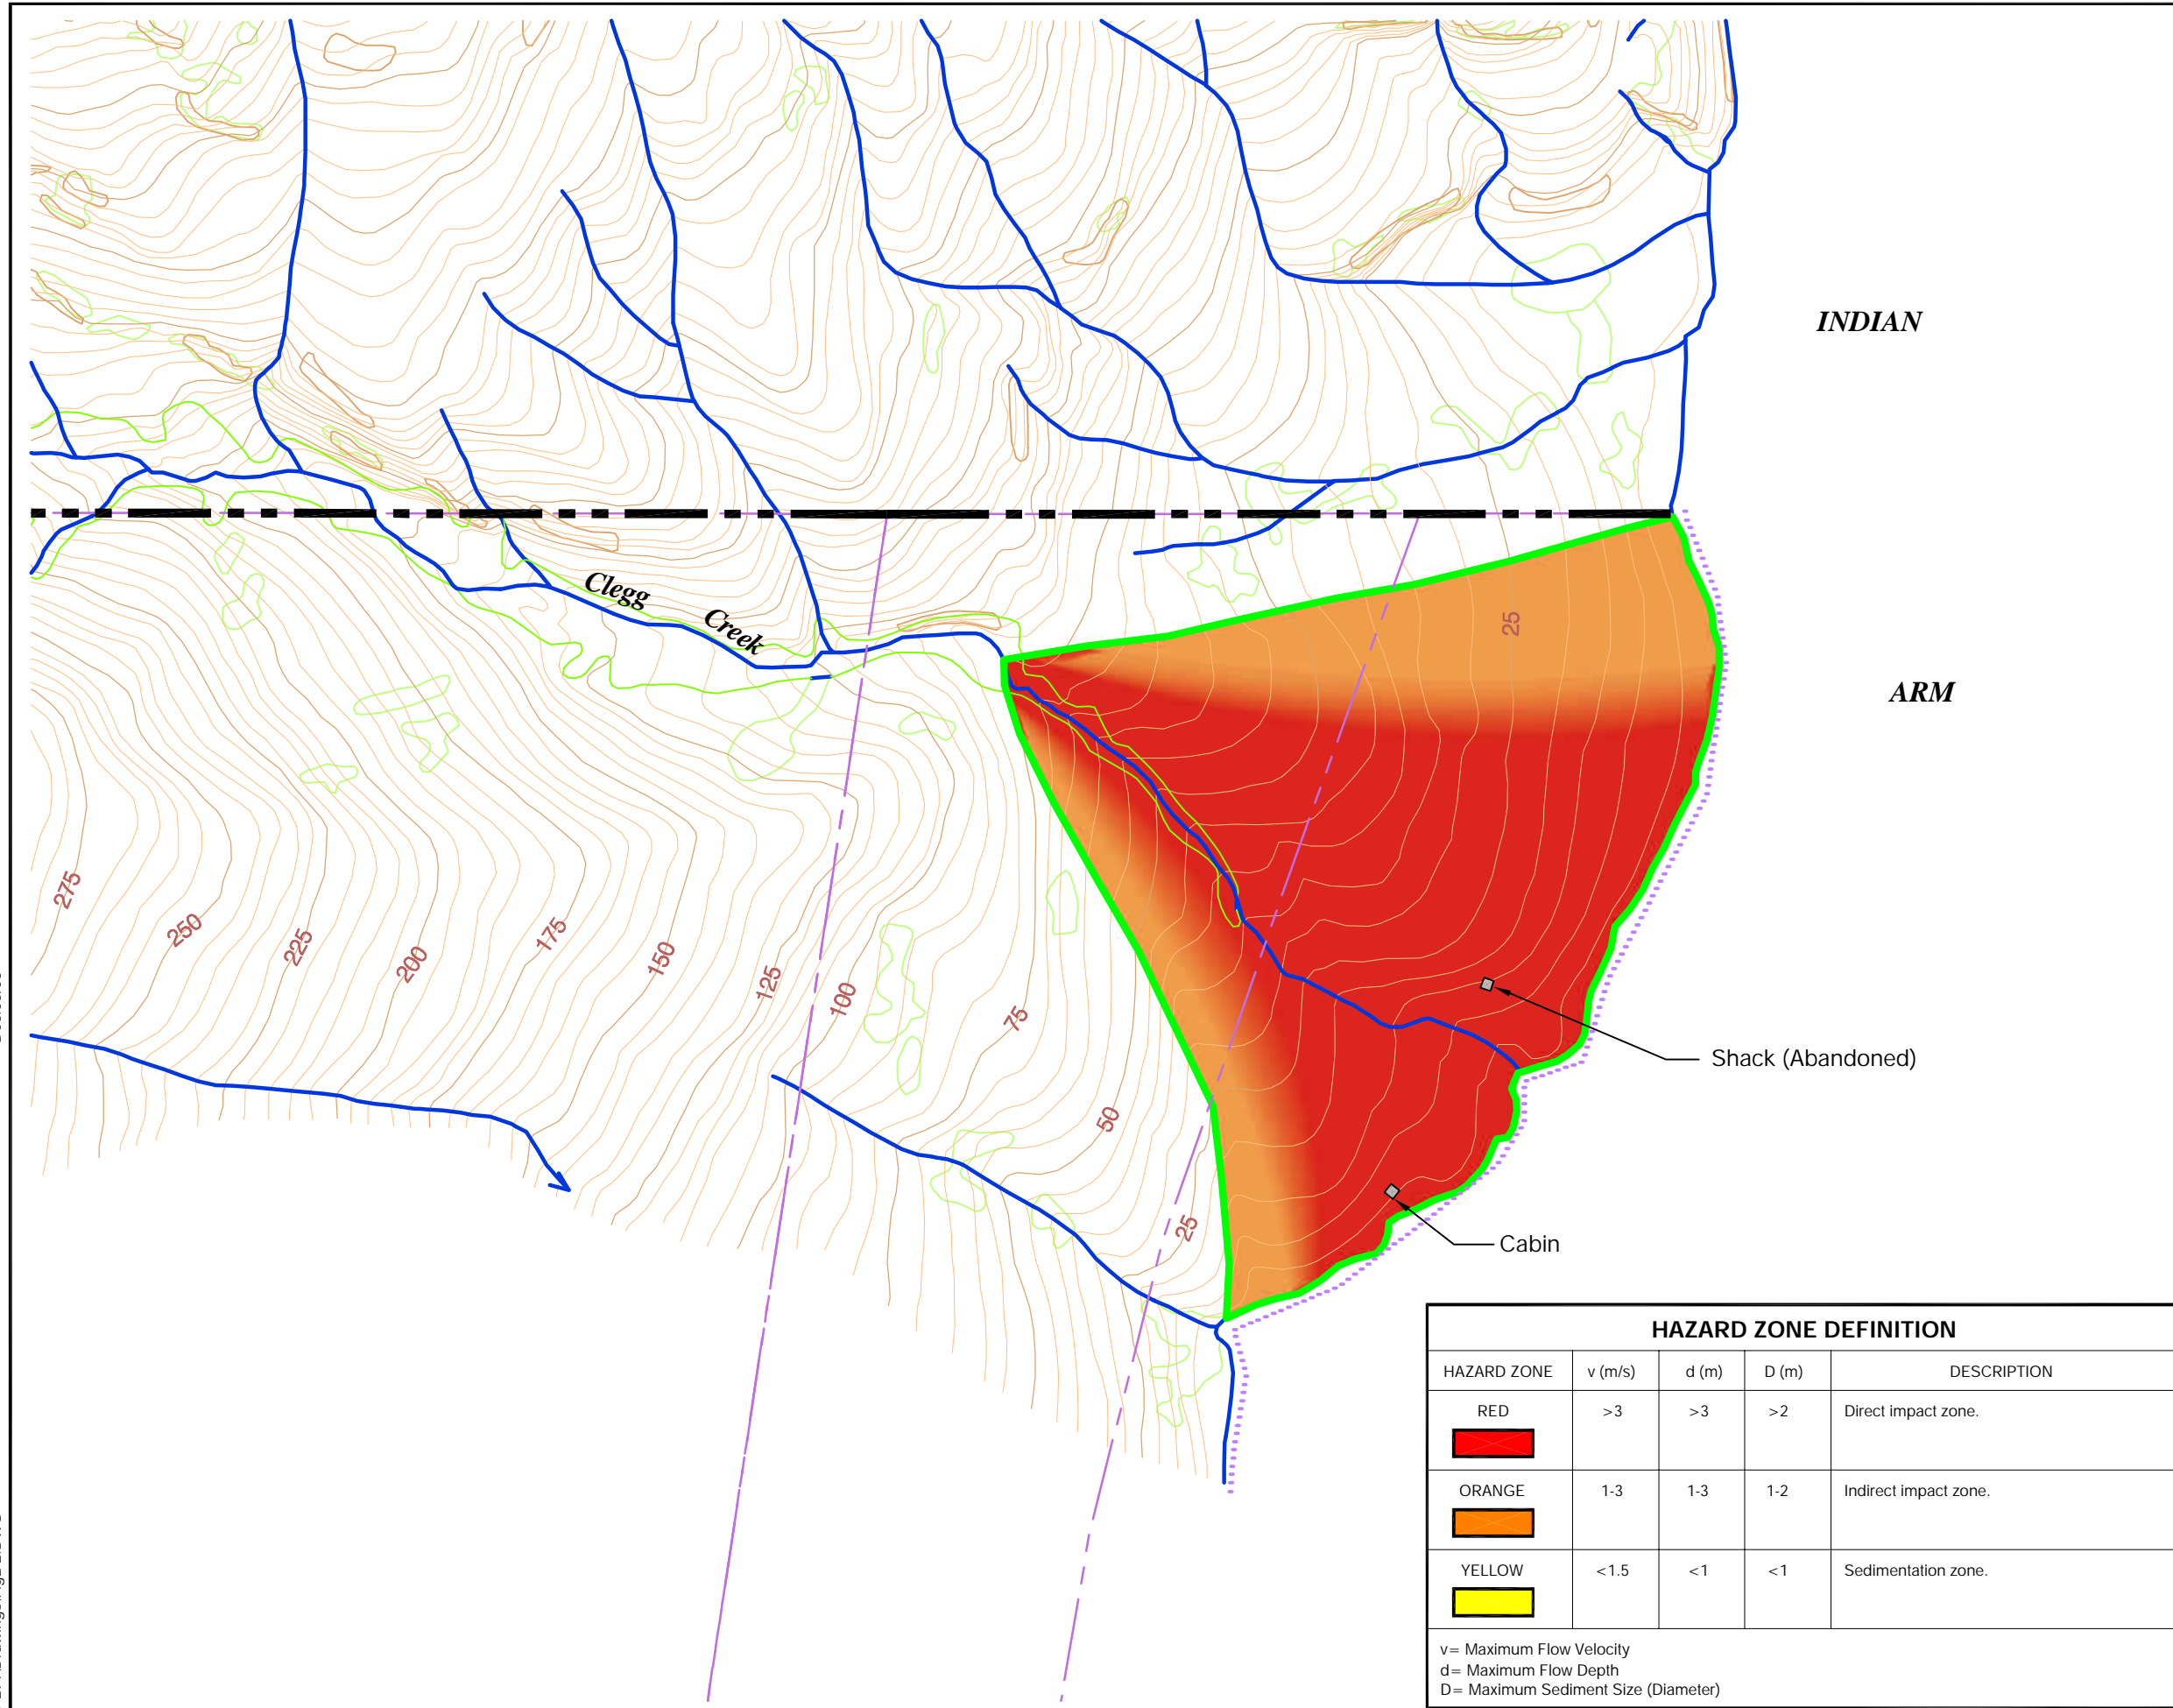 INDIAN
Clegg
Creek
25
ARM
275
250
225
200
175
150
125
100
75
50
25
Shack (Abandoned)
Cabin
HAZARD ZONE DEFINITION
HAZARD ZONE v (m/s) d (m) D (m) DESCRIPTION
RED >3 >3 >2 Direct impact zone.
ORANGE 1-3 1-3 1-2 Indirect impact zone.
YELLOW <1.5 <1 <1 Sedimentation zone.
v= Maximum Flow Velocity
d= Maximum Flow Depth
D= Maximum Sediment Size (Diameter)